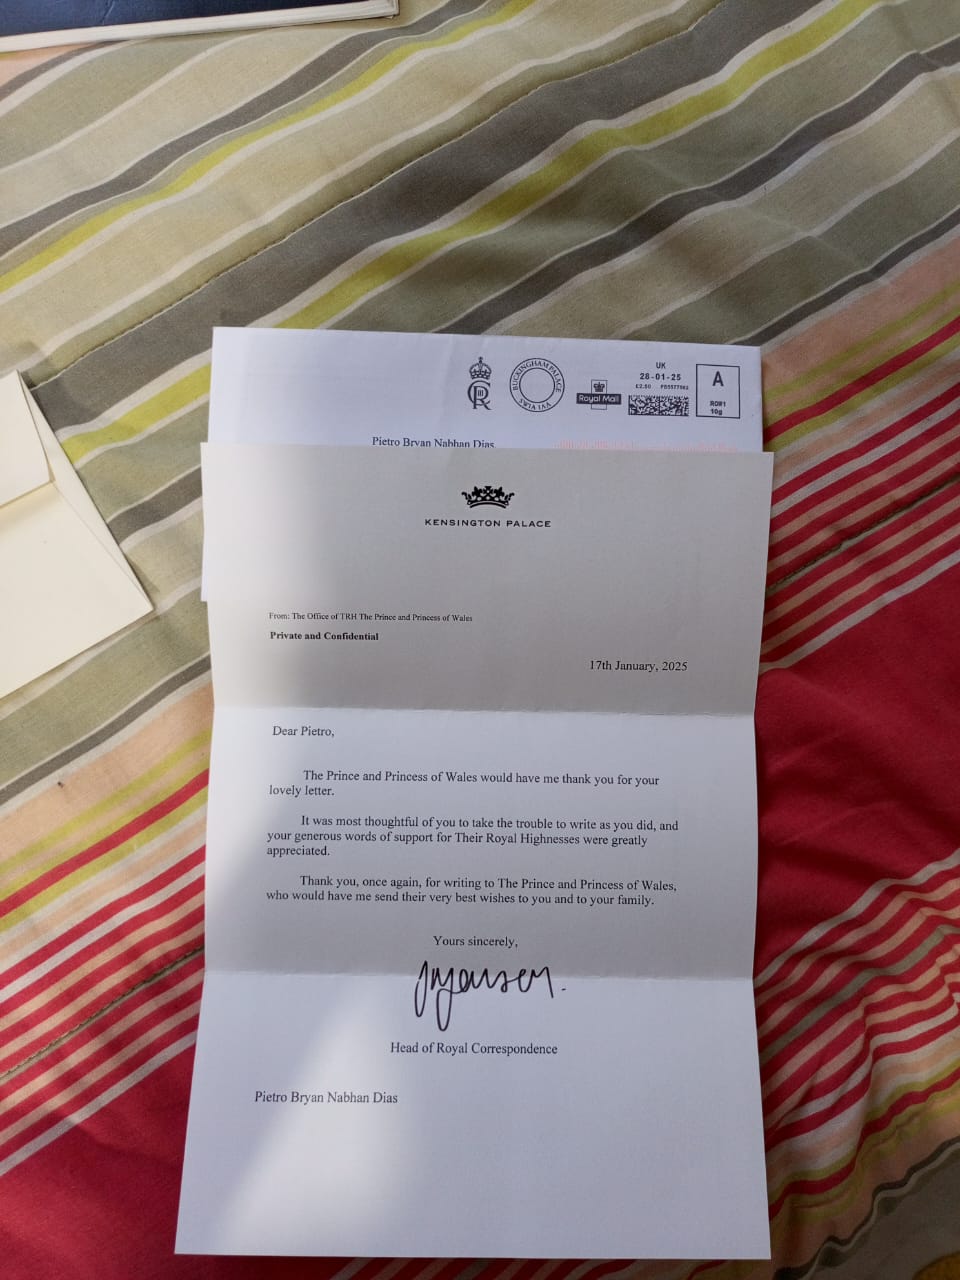 UK
28-01-25
£2.50 PB5577562
A
ROW1
10g
BUCKINGHAM PALACE
SW1A 1AA
Royal Mail
Pietro Bryan Nabhan Dias
KENSINGTON PALACE
From: The Office of TRH The Prince and Princess of Wales
Private and Confidential
17th January, 2025
Dear Pietro,
The Prince and Princess of Wales would have me thank you for your
lovely letter.
It was most thoughtful of you to take the trouble to write as you did, and
your generous words of support for Their Royal Highnesses were greatly
appreciated.
Thank you, once again, for writing to The Prince and Princess of Wales,
who would have me send their very best wishes to you and to your family.
Yours sincerely,
Head of Royal Correspondence
Pietro Bryan Nabhan Dias